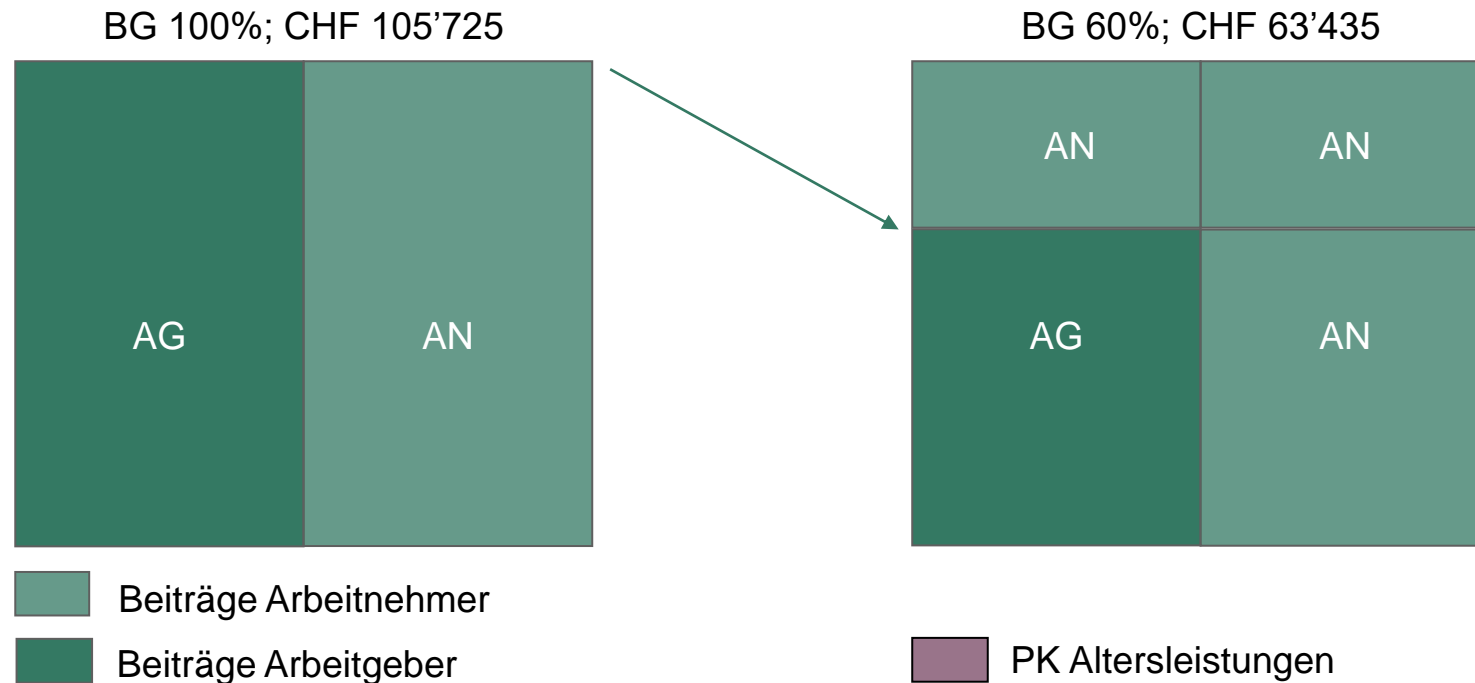 BG 100%; CHF 105’725
BG 60%; CHF 63’435
AN
AN
AG
AN
AG
AN
Beiträge Arbeitnehmer
Beiträge Arbeitgeber
PK Altersleistungen